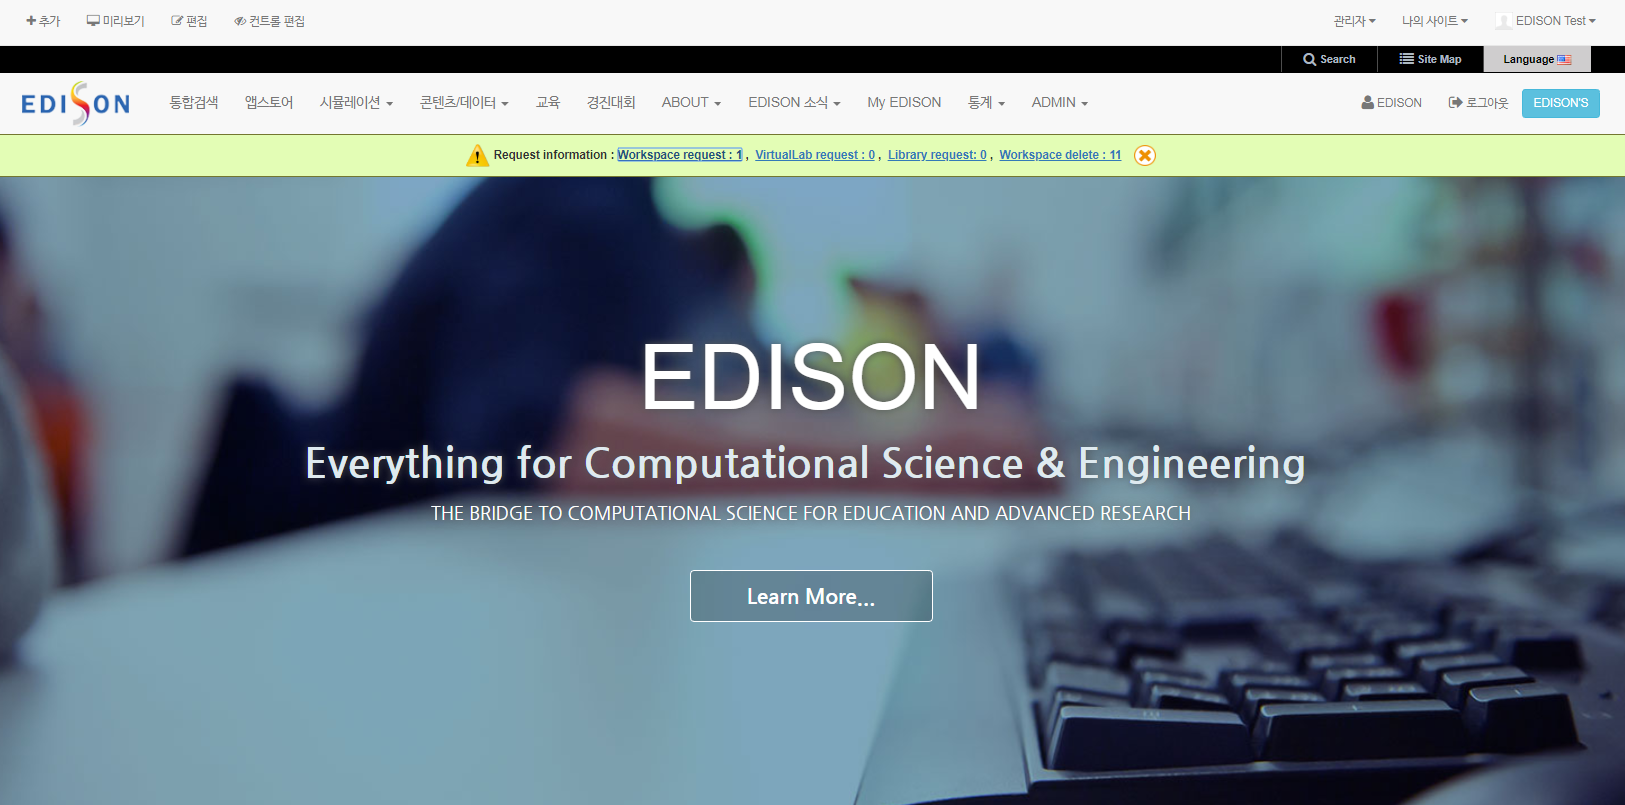 추가 미리보기 편집 컨트롤 편집 관리자 나의 사이트 EDISON Test
Search Site Map Language
EDISON 통합검색 앱스토어 시뮬레이션 콘텐츠/데이터 교육 경진대회 ABOUT EDISON 소식 My EDISON 통계 ADMIN EDISON 로그아웃 EDISON'S
Request information : Workspace request : 1 , VirtualLab request : 0 , Library request: 0 , Workspace delete : 11
EDISON
Everything for Computational Science & Engineering
THE BRIDGE TO COMPUTATIONAL SCIENCE FOR EDUCATION AND ADVANCED RESEARCH
Learn More...